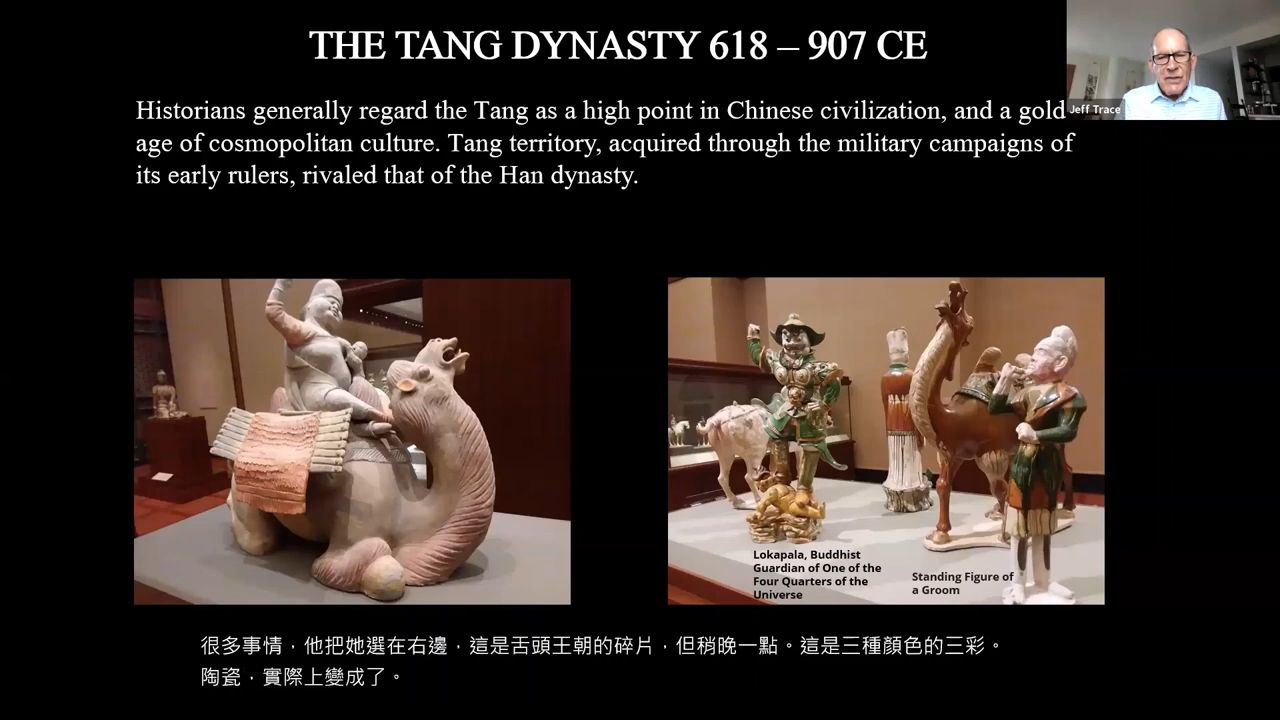 THE TANG DYNASTY 618 – 907 CE
Jeff Trace
Historians generally regard the Tang as a high point in Chinese civilization, and a gold
age of cosmopolitan culture. Tang territory, acquired through the military campaigns of
its early rulers, rivaled that of the Han dynasty.
Lokapala, Buddhist
Guardian of One of the
Four Quarters of the
Universe
Standing Figure of
a Groom
很多事情，他把她選在右邊，這是舌頭王朝的碎片，但稍晚一點。這是三種顏色的三彩。
陶瓷，實際上變成了。